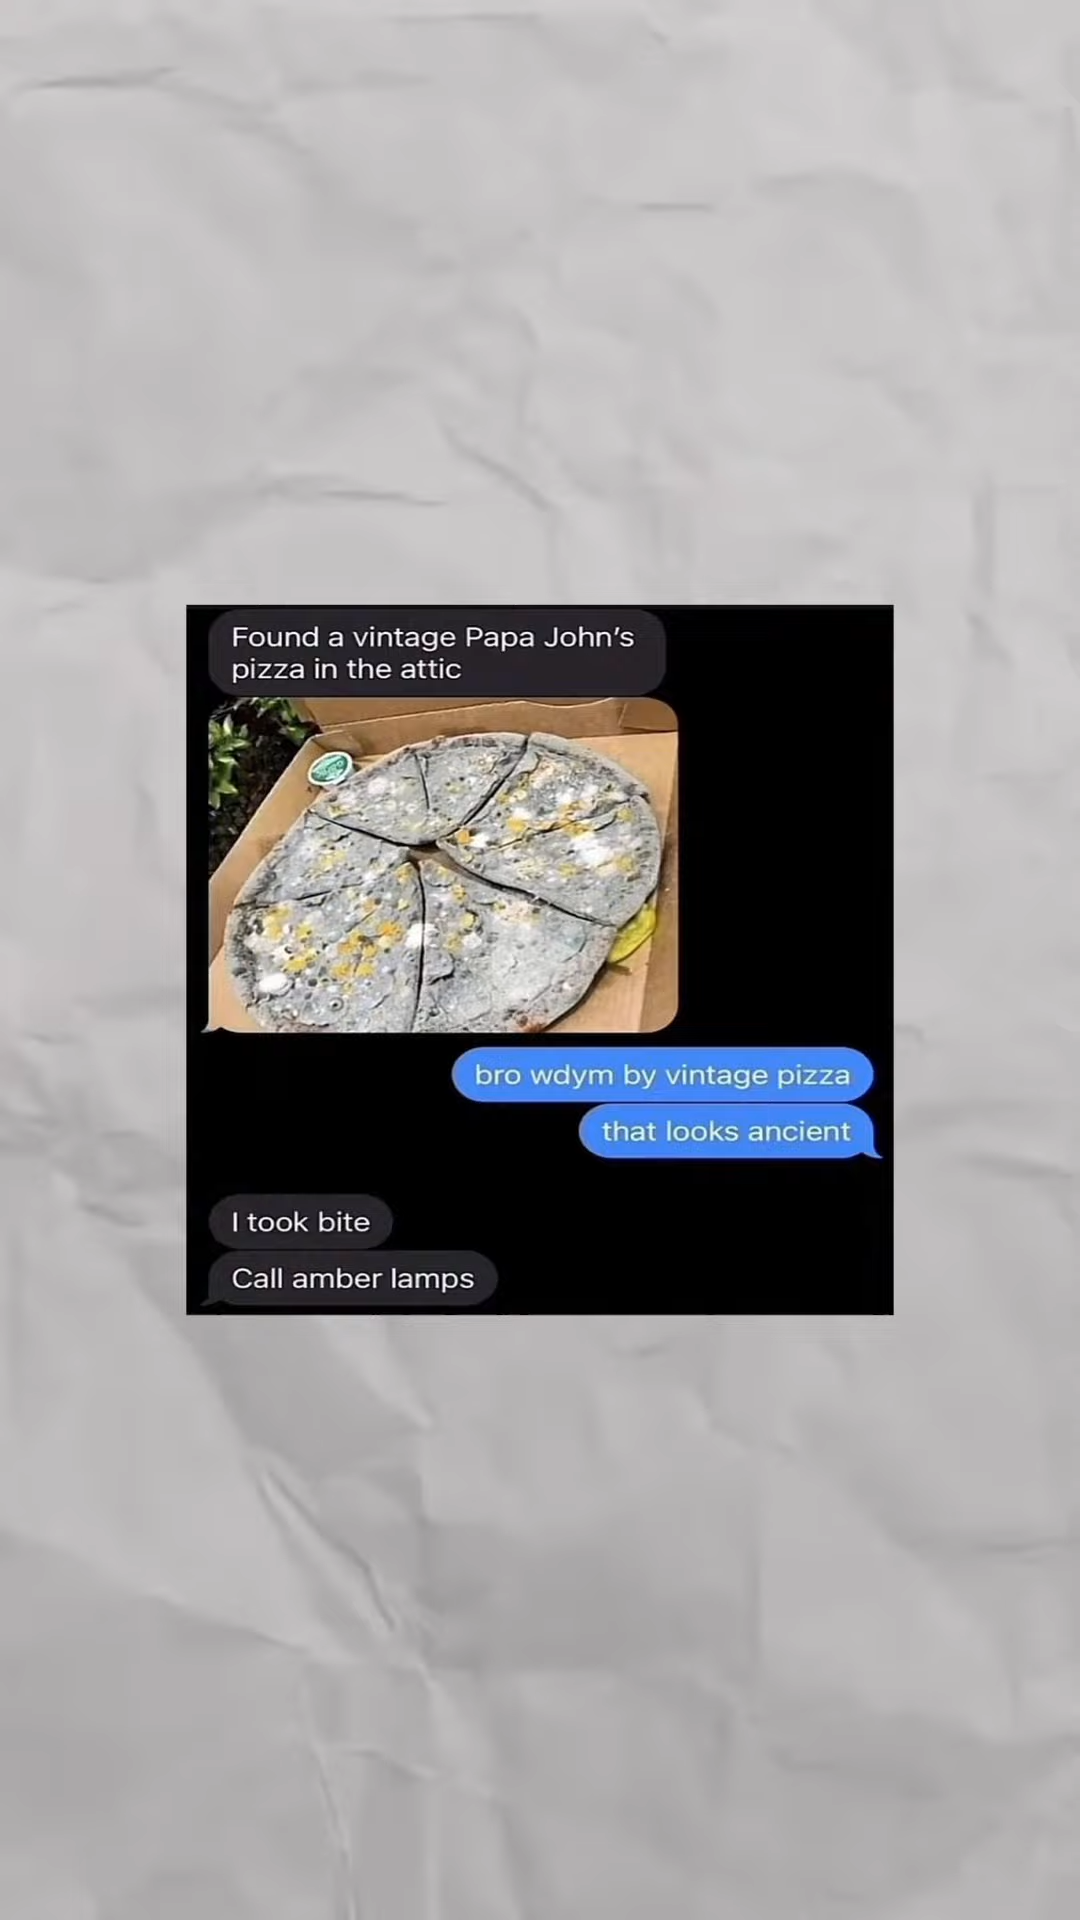 Found a vintage Papa John's
pizza in the attic
bro wdym by vintage pizza
that looks ancient
I took bite
Call amber lamps